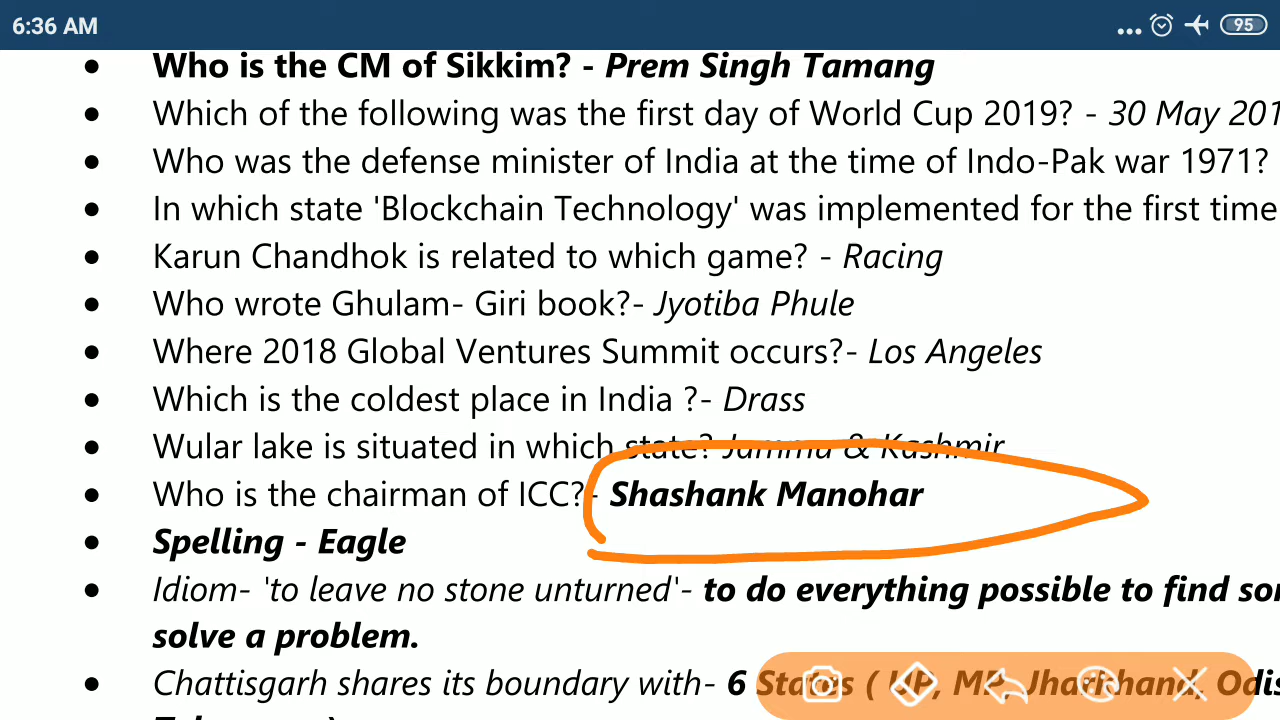 6:36 AM
95
• Who is the CM of Sikkim? - Prem Singh Tamang
• Which of the following was the first day of World Cup 2019? - 30 May 201
• Who was the defense minister of India at the time of Indo-Pak war 1971?
• In which state 'Blockchain Technology' was implemented for the first time
• Karun Chandhok is related to which game? - Racing
• Who wrote Ghulam- Giri book?- Jyotiba Phule
• Where 2018 Global Ventures Summit occurs?- Los Angeles
• Which is the coldest place in India ?- Drass
• Wular lake is situated in which state? Jammu & Kashmir
• Who is the chairman of ICC?- Shashank Manohar
• Spelling - Eagle
• Idiom- 'to leave no stone unturned'- to do everything possible to find so
solve a problem.
• Chattisgarh shares its boundary with- 6 States ( UP, MP, Jharkhand, Odis